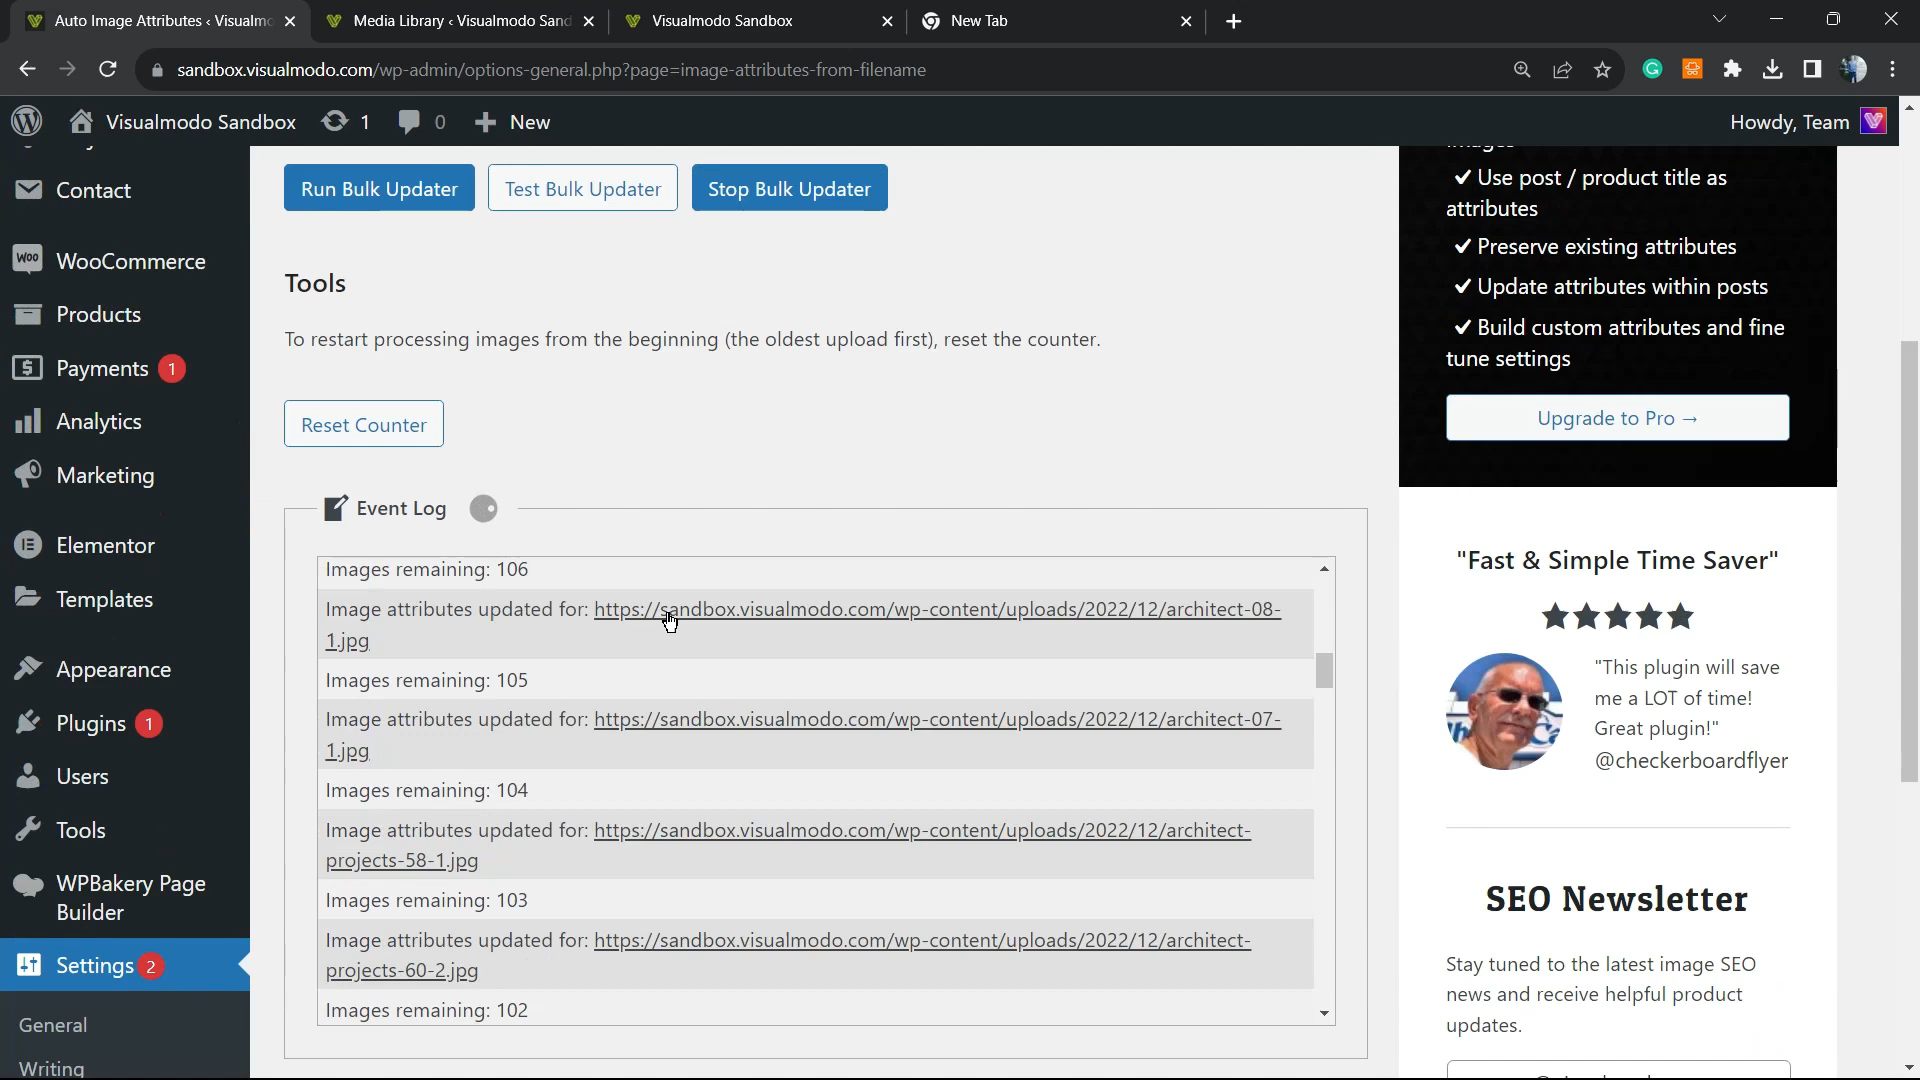 Auto Image Attributes ‹ Visualmo
Media Library ‹ Visualmodo Sand
Visualmodo Sandbox
New Tab
sandbox.visualmodo.com/wp-admin/options-general.php?page=image-attributes-from-filename
Visualmodo Sandbox
1
0
New
Howdy, Team
Contact
WooCommerce
Products
Payments 1
Analytics
Marketing
Elementor
Templates
Appearance
Plugins 1
Users
Tools
WPBakery Page
Builder
Settings 2
General
Writing
Run Bulk Updater
Test Bulk Updater
Stop Bulk Updater
Tools
To restart processing images from the beginning (the oldest upload first), reset the counter.
Reset Counter
Event Log
Images remaining: 106
Image attributes updated for: https://sandbox.visualmodo.com/wp-content/uploads/2022/12/architect-08-
1.jpg
Images remaining: 105
Image attributes updated for: https://sandbox.visualmodo.com/wp-content/uploads/2022/12/architect-07-
1.jpg
Images remaining: 104
Image attributes updated for: https://sandbox.visualmodo.com/wp-content/uploads/2022/12/architect-
projects-58-1.jpg
Images remaining: 103
Image attributes updated for: https://sandbox.visualmodo.com/wp-content/uploads/2022/12/architect-
projects-60-2.jpg
Images remaining: 102
✔ Use post / product title as
attributes
✔ Preserve existing attributes
✔ Update attributes within posts
✔ Build custom attributes and fine
tune settings
Upgrade to Pro →
"Fast & Simple Time Saver"
"This plugin will save
me a LOT of time!
Great plugin!"
@checkerboardflyer
SEO Newsletter
Stay tuned to the latest image SEO
news and receive helpful product
updates.